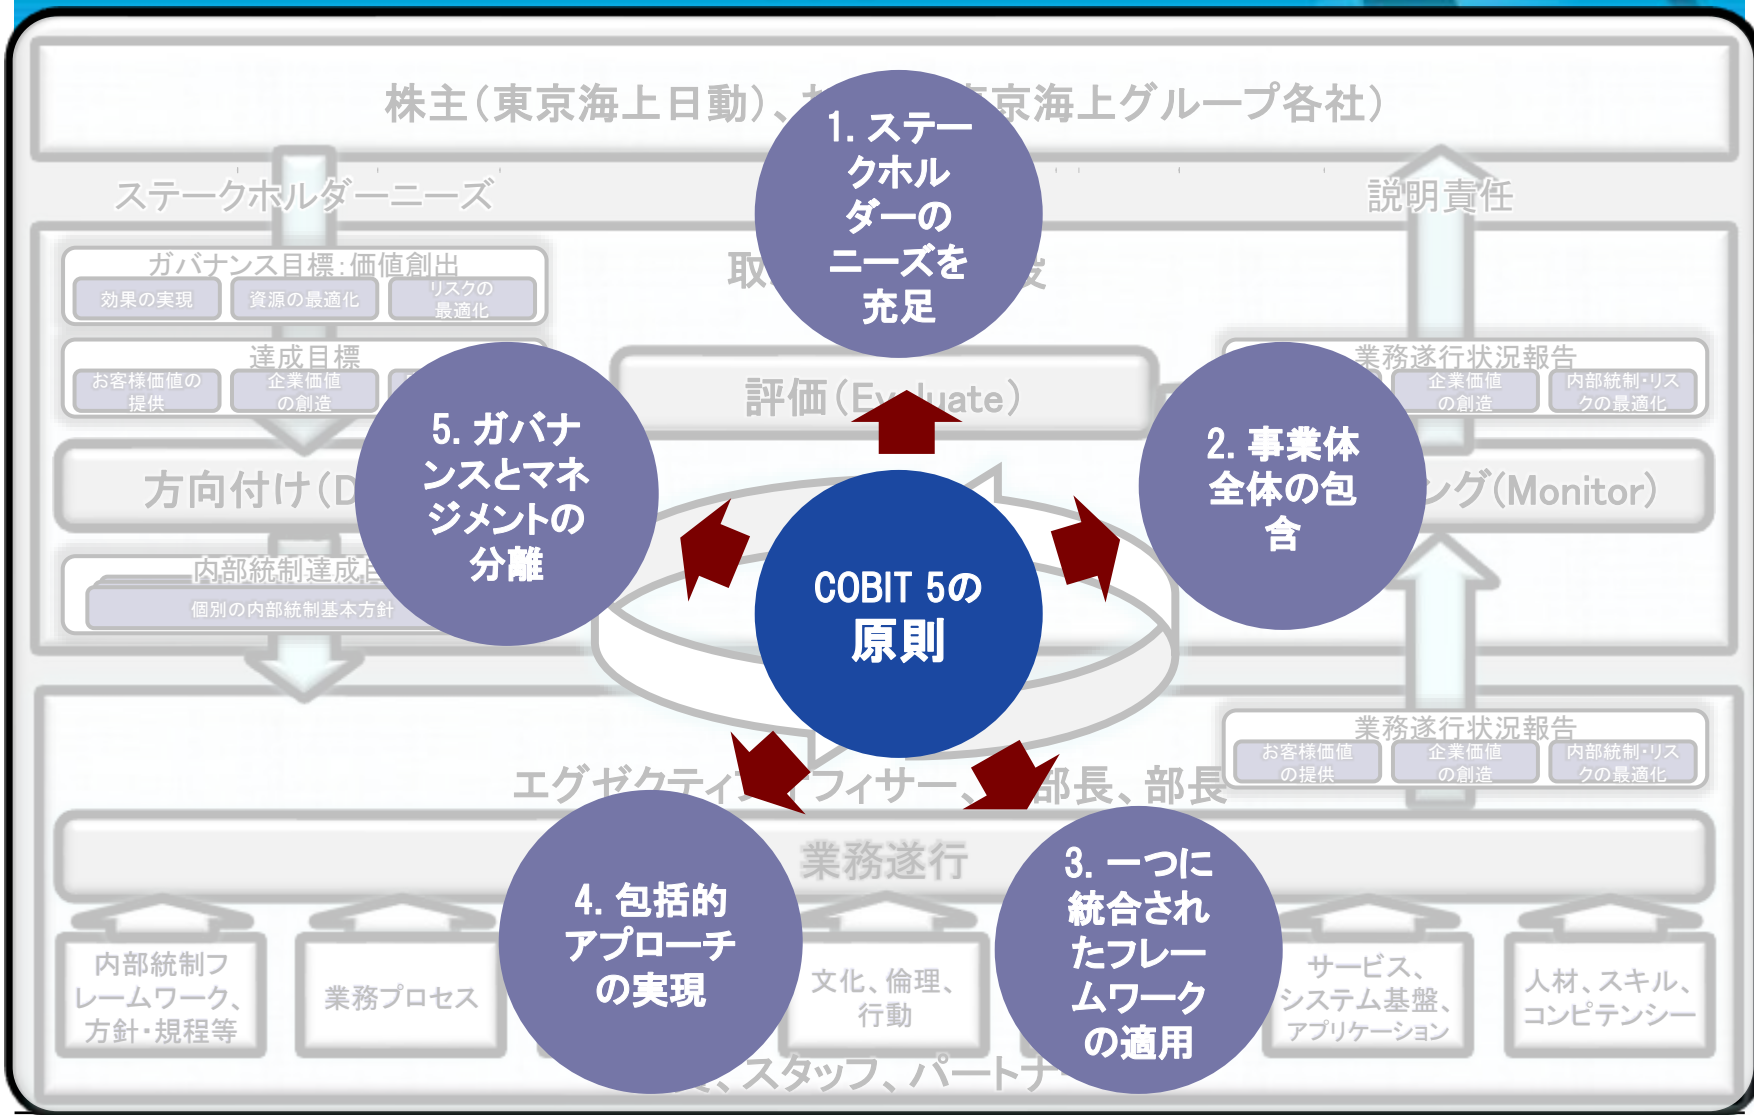 株主（東京海上日動）、
京海上グループ各社）
ステークホルダーニーズ
説明責任
1. ステー
クホル
ダーの
ニーズを
充足
ガバナンス目標：価値創出
効果の実現
資源の最適化
リスクの
最適化
取
達成目標
お客様価値の
提供
企業価値
の創造
評価（Ev
uate）
業務遂行状況報告
企業価値
の創造
内部統制・リス
クの最適化
5. ガバナ
ンスとマネ
ジメントの
分離
2. 事業体
全体の包
含
方向付け（D
ング(Monitor)
内部統制達成目
個別の内部統制基本方針
COBIT 5の
原則
業務遂行状況報告
お客様価値
の提供
企業価値
の創造
内部統制・リス
クの最適化
エグゼクティブ
フィサー、
部長、部長
業務遂行
4. 包括的
アプローチ
の実現
3. 一つに
統合され
たフレー
ムワーク
の適用
内部統制フ
レームワーク、
方針・規程等
業務プロセス
文化、倫理、
行動
サービス、
システム基盤、
アプリケーション
人材、スキル、
コンピテンシー
、スタッフ、パートナ